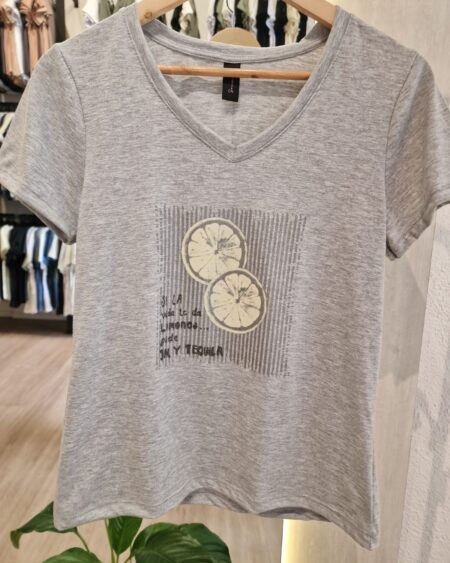 SI LA
vida te da
LIMONES...
pide
SAL Y TEQUILA